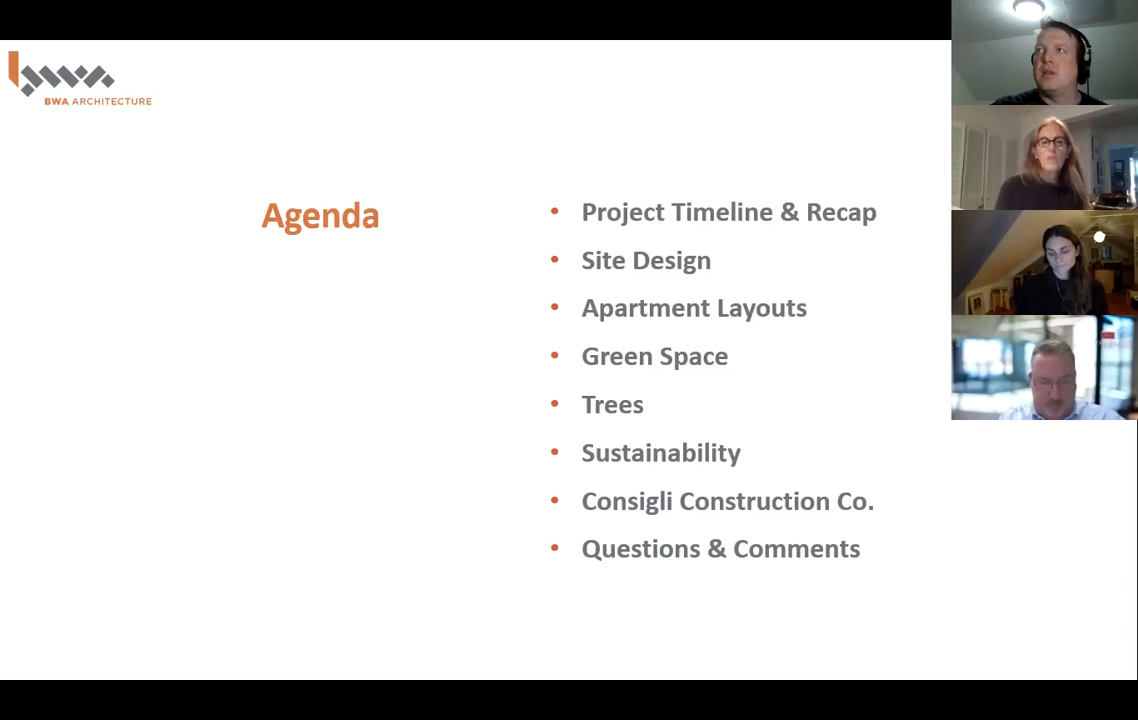 BWA ARCHITECTURE
Agenda
• Project Timeline & Recap
• Site Design
• Apartment Layouts
• Green Space
• Trees
• Sustainability
• Consigli Construction Co.
• Questions & Comments